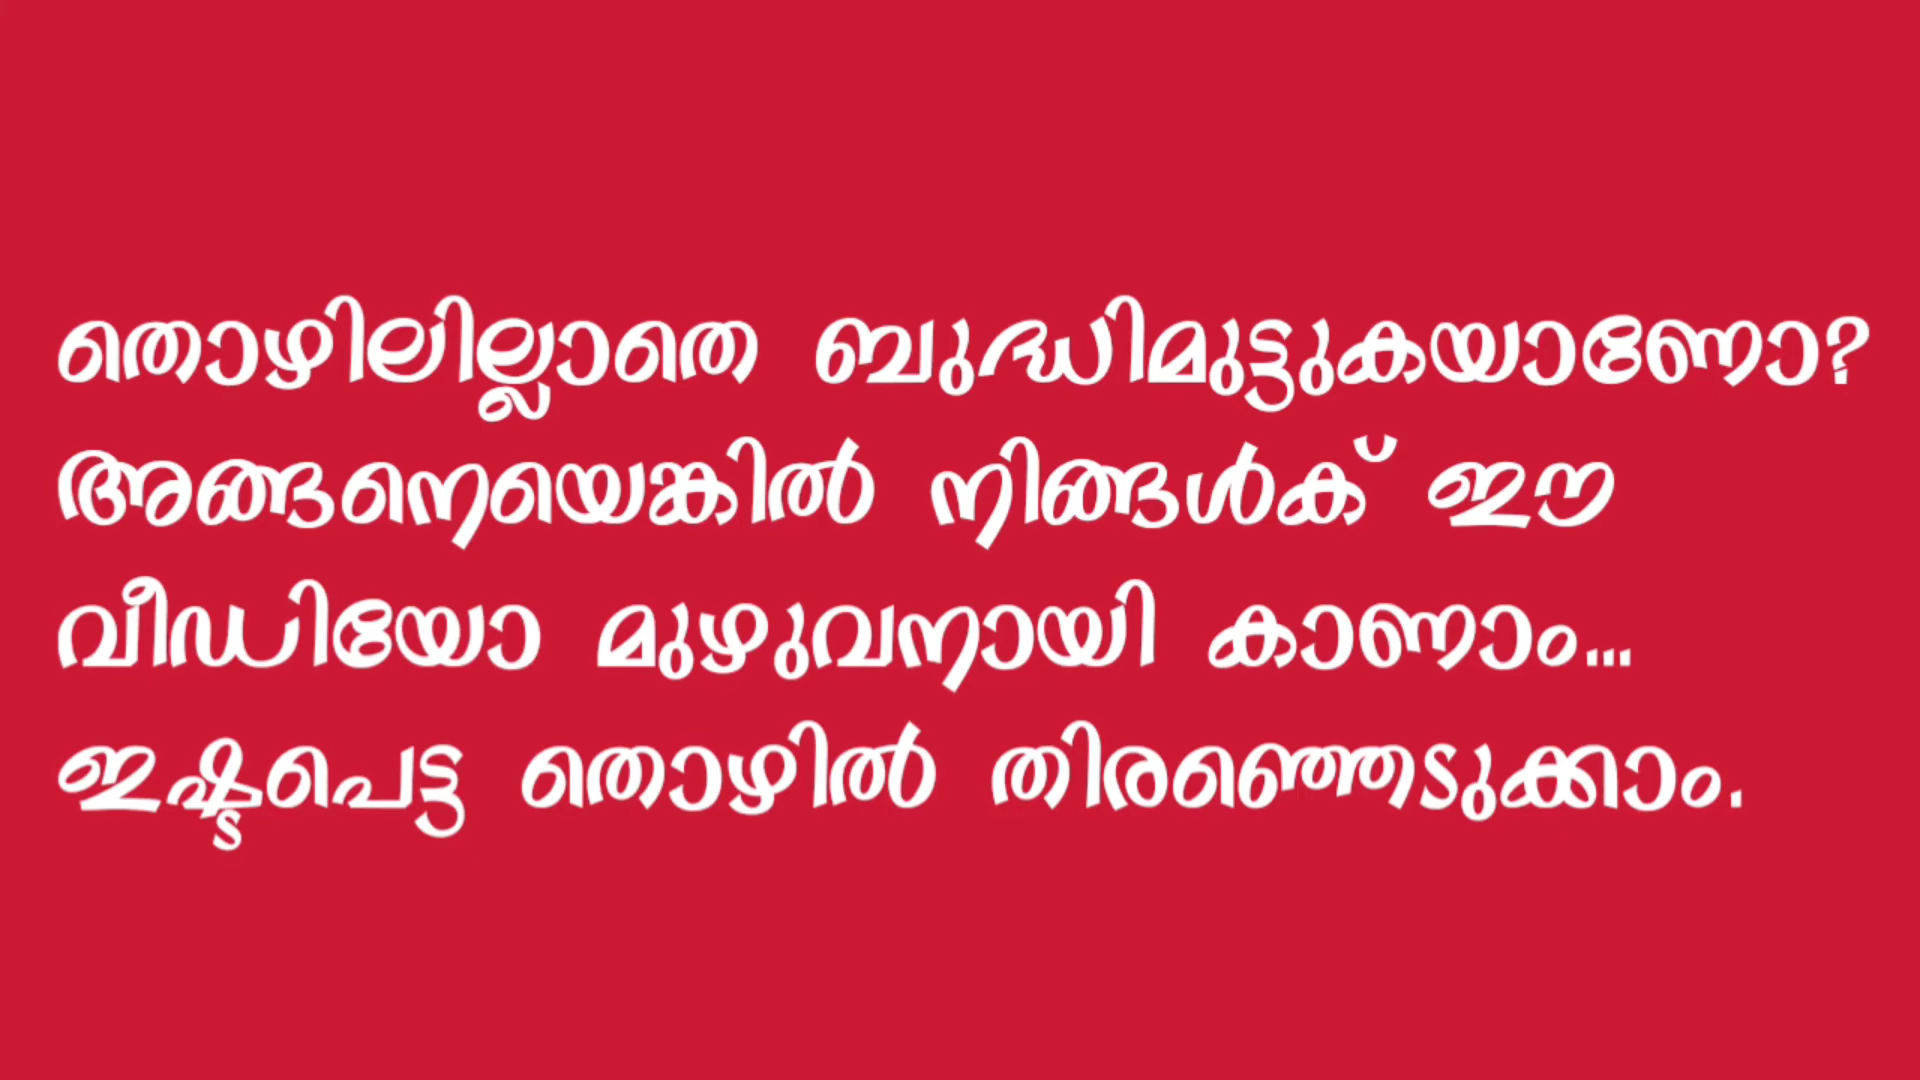 തൊഴിലില്ലാതെ ബുദ്ധിമുട്ടുകയാണോ?
അങ്ങനെയെങ്കിൽ നിങ്ങൾക് ഈ
വീഡിയോ മുഴുവനായി കാണാം...
ഇഷ്ടപെട്ട തൊഴിൽ തിരഞ്ഞെടുക്കാം.